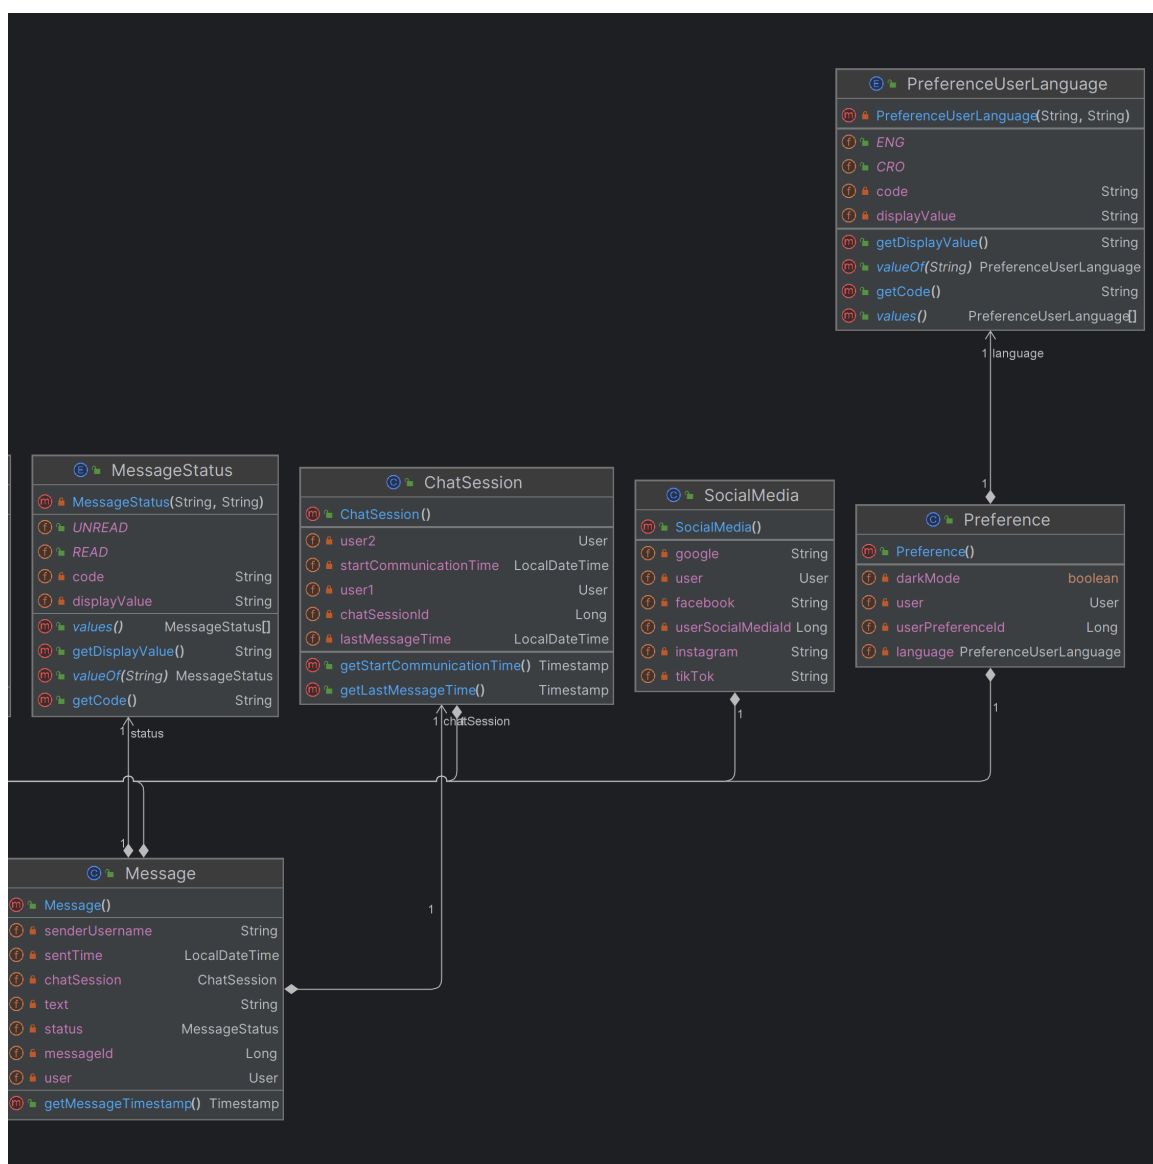 PreferenceUserLanguage
PreferenceUserLanguage(String, String)
ENG
CRO
code String
displayValue String
getDisplayValue() String
valueOf(String) PreferenceUserLanguage
getCode() String
values() PreferenceUserLanguage[]
1 language
1
MessageStatus
MessageStatus(String, String)
UNREAD
READ
code String
displayValue String
values() MessageStatus[]
getDisplayValue() String
valueOf(String) MessageStatus
getCode() String
1 status
1
ChatSession
ChatSession()
user2 User
startCommunicationTime LocalDateTime
user1 User
chatSessionId Long
lastMessageTime LocalDateTime
getStartCommunicationTime() Timestamp
getLastMessageTime() Timestamp
1 chatSession
1
SocialMedia
SocialMedia()
google String
user User
facebook String
userSocialMediaId Long
instagram String
tikTok String
1
Preference
Preference()
darkMode boolean
user User
userPreferenceId Long
language PreferenceUserLanguage
1
Message
Message()
senderUsername String
sentTime LocalDateTime
chatSession ChatSession
text String
status MessageStatus
messageId Long
user User
getMessageTimestamp() Timestamp